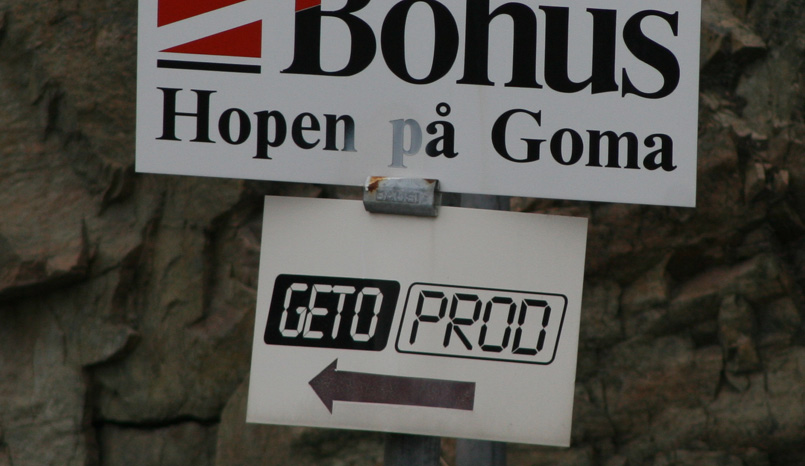 Bohus
Hopen på Goma
GETO PROD